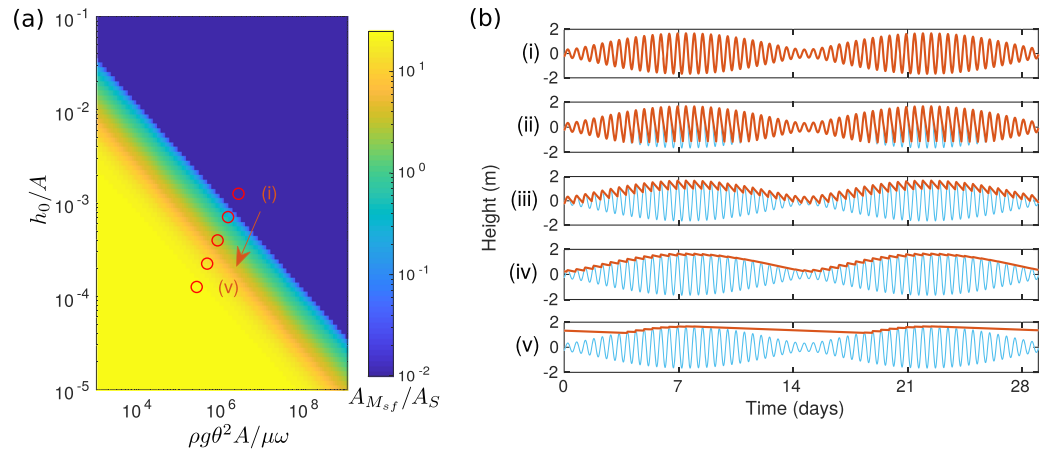 (a)
10^-1
10^-2
10^-3
10^-4
10^-5
h_0/A
10^4
10^6
10^8
ρgθ^2A/μω
(i)
(v)
10^1
10^0
10^-1
10^-2
A_{M_{sf}}/A_S
(b)
(i)
2
0
-2
(ii)
2
0
-2
(iii)
2
0
-2
(iv)
2
0
-2
(v)
2
0
-2
Height (m)
0
7
14
21
28
Time (days)